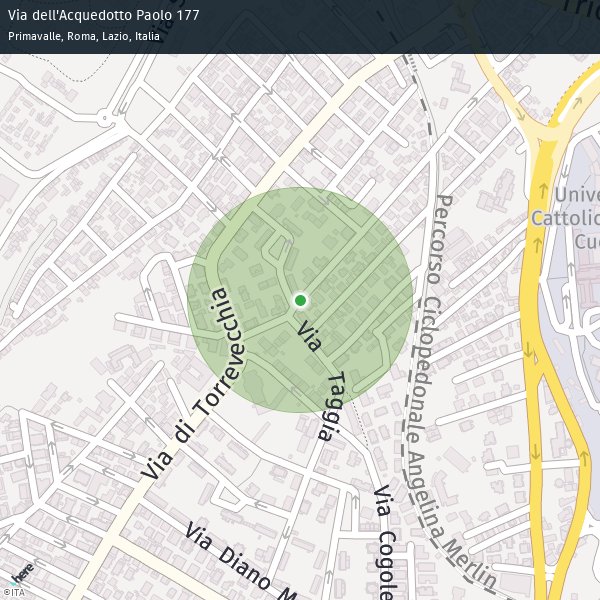 Via dell'Acquedotto Paolo 177
Primavalle, Roma, Lazio, Italia
Unive
Cattolic
Cu
Percorso Ciclopedonale Angelina Merlin
Via di Torrevecchia
Via Taggia
Via Cogole
Via Diano M
here
©ITA